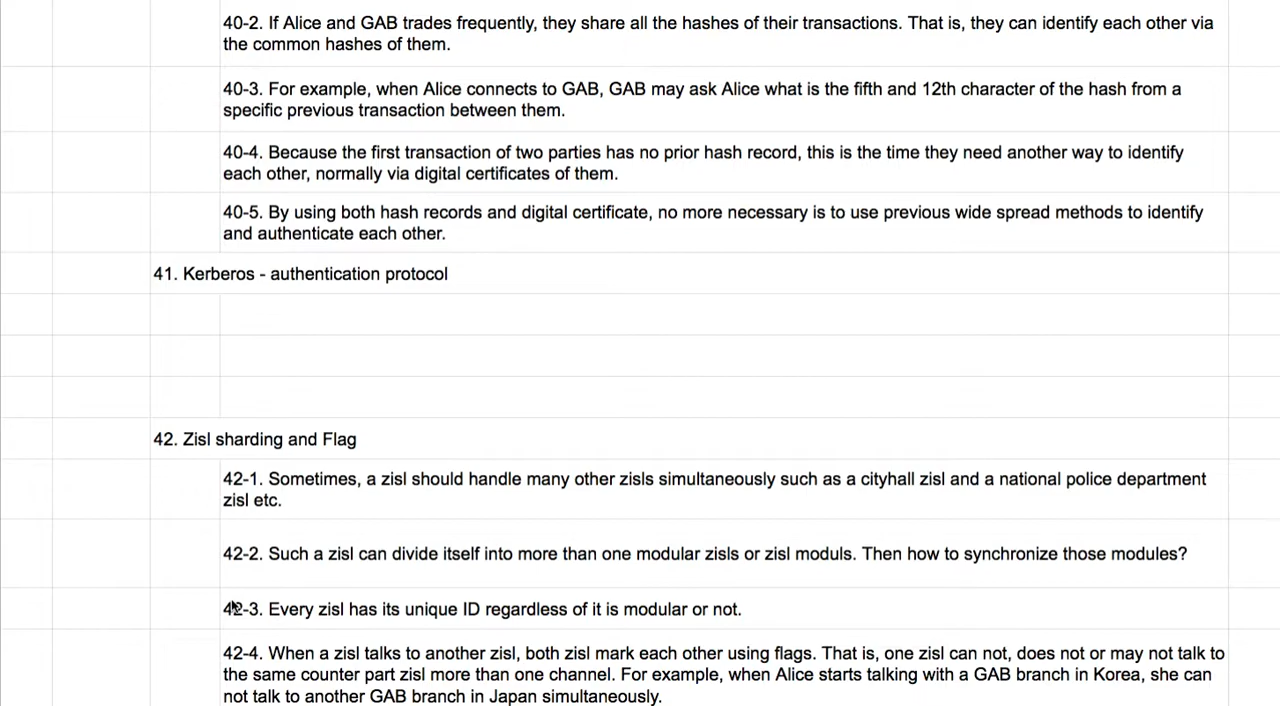 40-2. If Alice and GAB trades frequently, they share all the hashes of their transactions. That is, they can identify each other via
the common hashes of them.
40-3. For example, when Alice connects to GAB, GAB may ask Alice what is the fifth and 12th character of the hash from a
specific previous transaction between them.
40-4. Because the first transaction of two parties has no prior hash record, this is the time they need another way to identify
each other, normally via digital certificates of them.
40-5. By using both hash records and digital certificate, no more necessary is to use previous wide spread methods to identify
and authenticate each other.
41. Kerberos - authentication protocol
42. Zisl sharding and Flag
42-1. Sometimes, a zisl should handle many other zisls simultaneously such as a cityhall zisl and a national police department
zisl etc.
42-2. Such a zisl can divide itself into more than one modular zisls or zisl moduls. Then how to synchronize those modules?
42-3. Every zisl has its unique ID regardless of it is modular or not.
42-4. When a zisl talks to another zisl, both zisl mark each other using flags. That is, one zisl can not, does not or may not talk to
the same counter part zisl more than one channel. For example, when Alice starts talking with a GAB branch in Korea, she can
not talk to another GAB branch in Japan simultaneously.